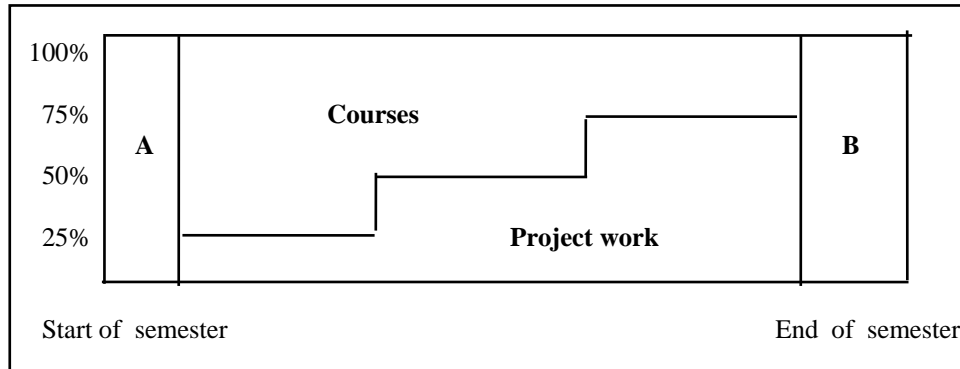 100%
75%
Courses
A
B
50%
25%
Project work
Start of semester
End of semester